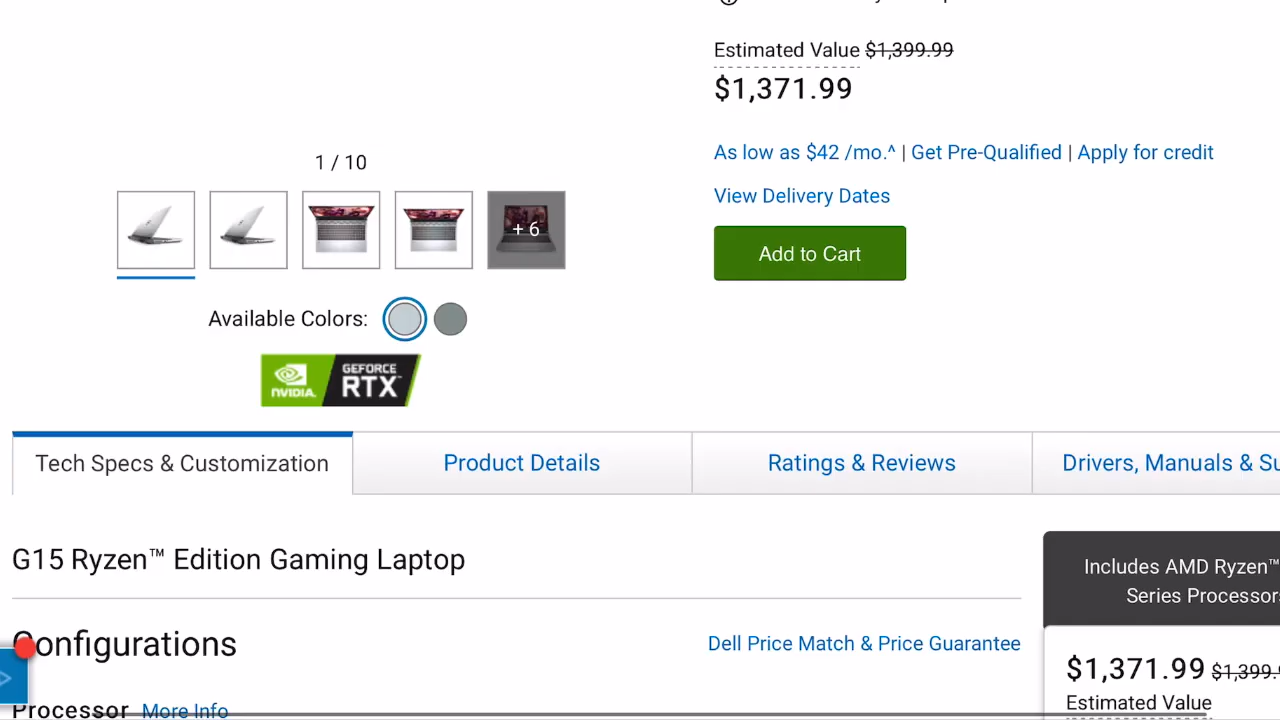 Estimated Value $1,399.99
$1,371.99
As low as $42 /mo.^ | Get Pre-Qualified | Apply for credit
View Delivery Dates
Add to Cart
1 / 10
+ 6
Available Colors:
NVIDIA.
GEFORCE
RTX™
Tech Specs & Customization
Product Details
Ratings & Reviews
Drivers, Manuals &
G15 Ryzen™ Edition Gaming Laptop
Includes AMD Ryzen™
Series Processors
Configurations
Dell Price Match & Price Guarantee
$1,371.99 $1,399.
Estimated Value
Processor More Info